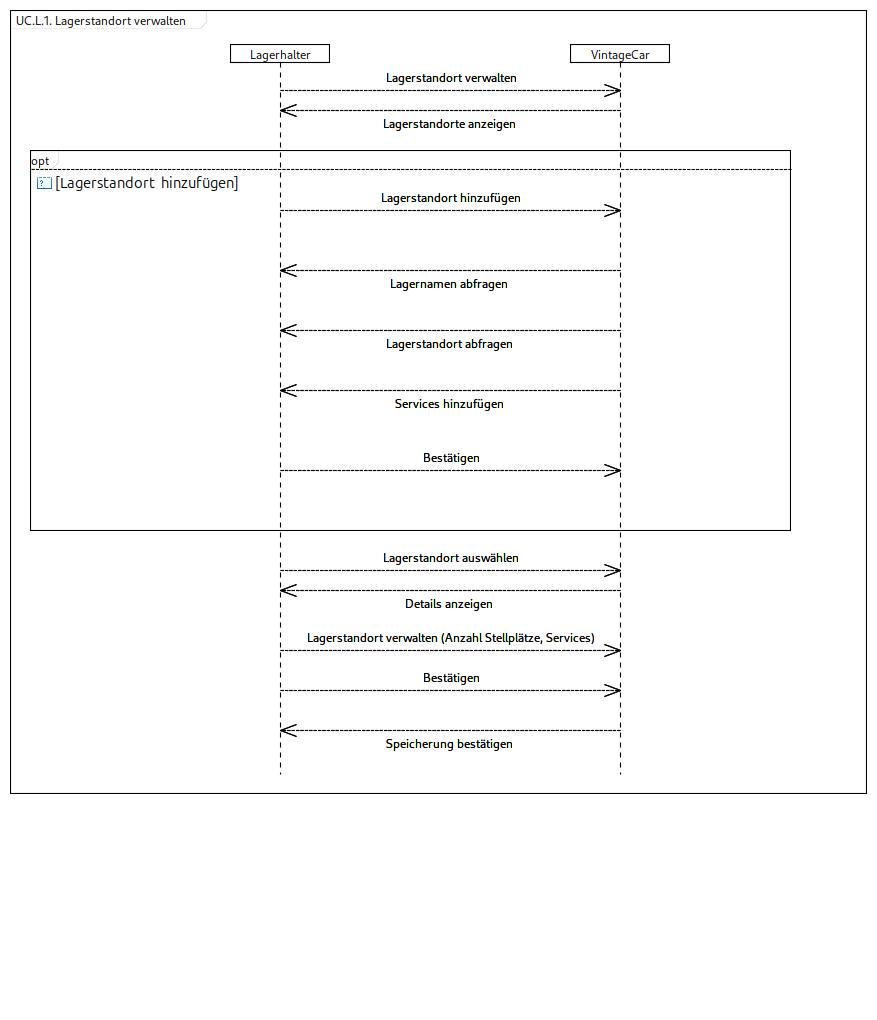 UC.L.1. Lagerstandort verwalten
Lagerhalter
VintageCar
Lagerstandort verwalten
Lagerstandorte anzeigen
opt
[Lagerstandort hinzufügen]
Lagerstandort hinzufügen
Lagernamen abfragen
Lagerstandort abfragen
Services hinzufügen
Bestätigen
Lagerstandort auswählen
Details anzeigen
Lagerstandort verwalten (Anzahl Stellplätze, Services)
Bestätigen
Speicherung bestätigen